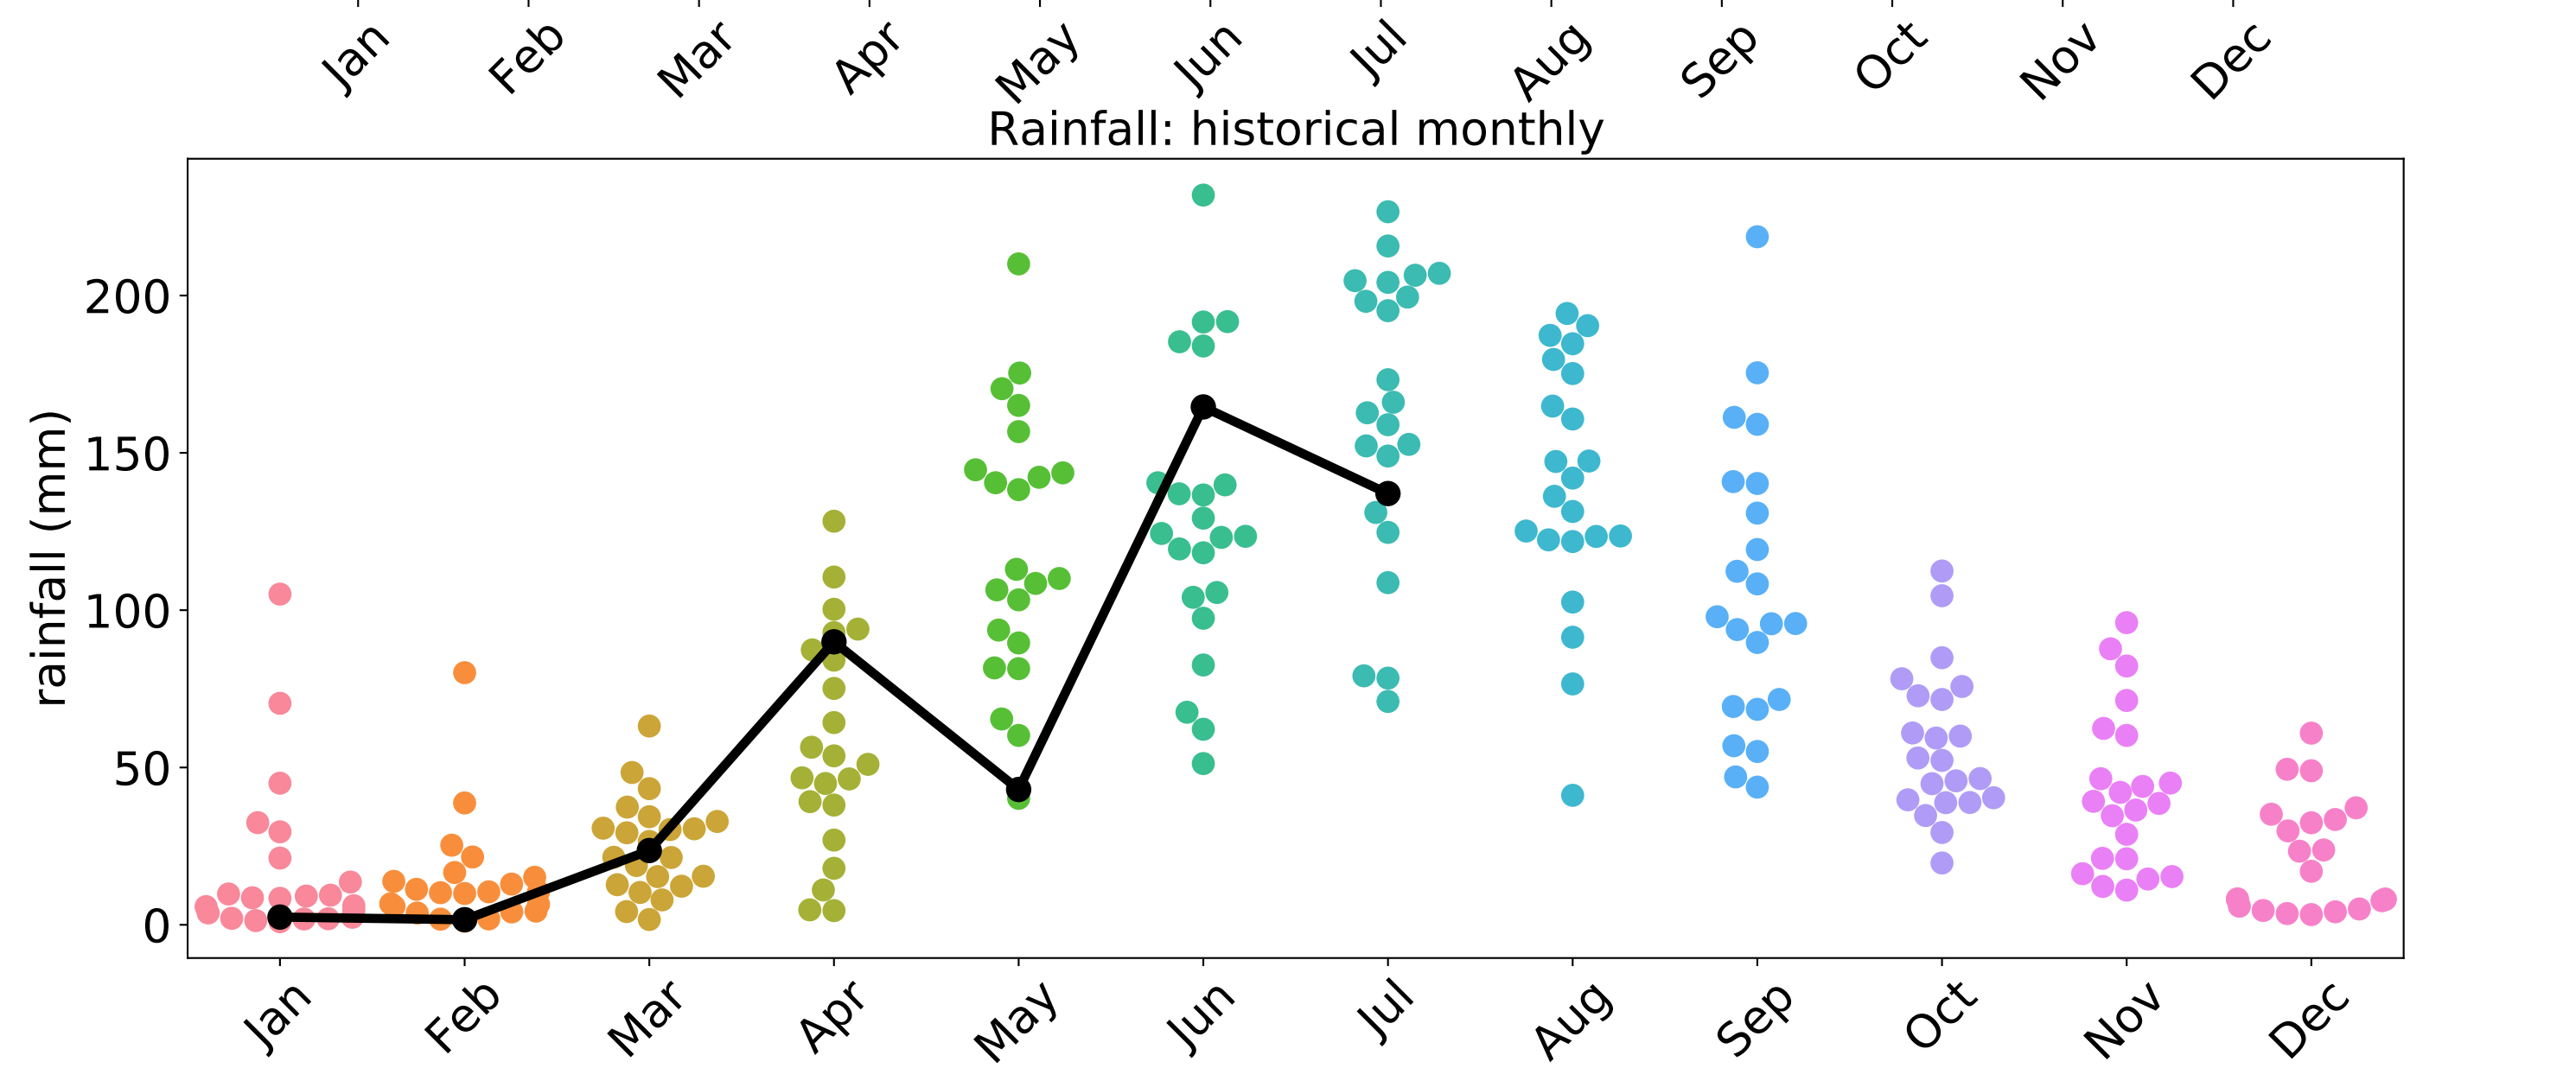 Jan Feb Mar Apr May Jun Jul Aug Sep Oct Nov Dec
Rainfall: historical monthly
rainfall (mm)
200
150
100
50
0
Jan Feb Mar Apr May Jun Jul Aug Sep Oct Nov Dec